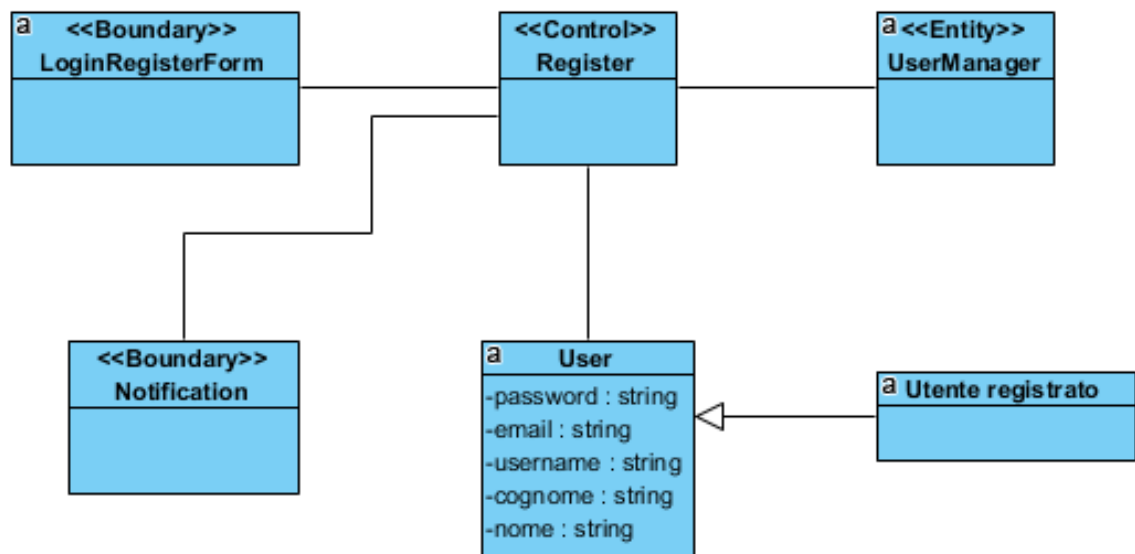 a <<Boundary>>
LoginRegisterForm
<<Control>>
Register
a <<Entity>>
UserManager
<<Boundary>>
Notification
a User
-password : string
-email : string
-username : string
-cognome : string
-nome : string
a Utente registrato